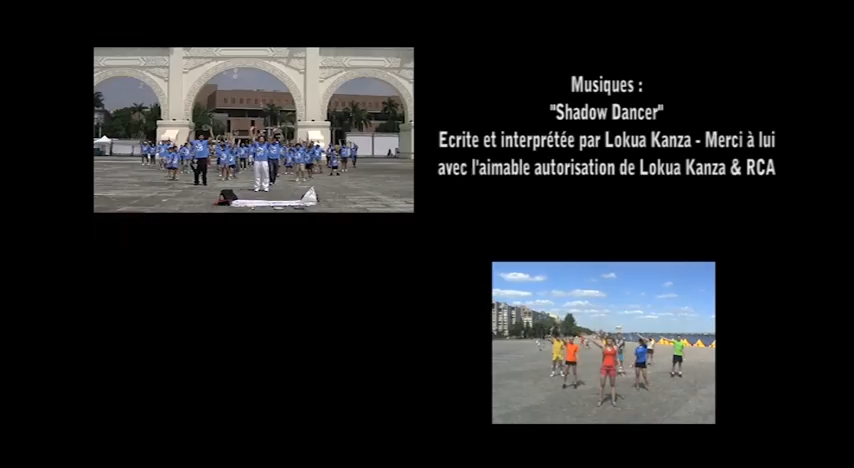 Musiques :
"Shadow Dancer"
Ecrite et interprétée par Lokua Kanza - Merci à lui
avec l'aimable autorisation de Lokua Kanza & RCA